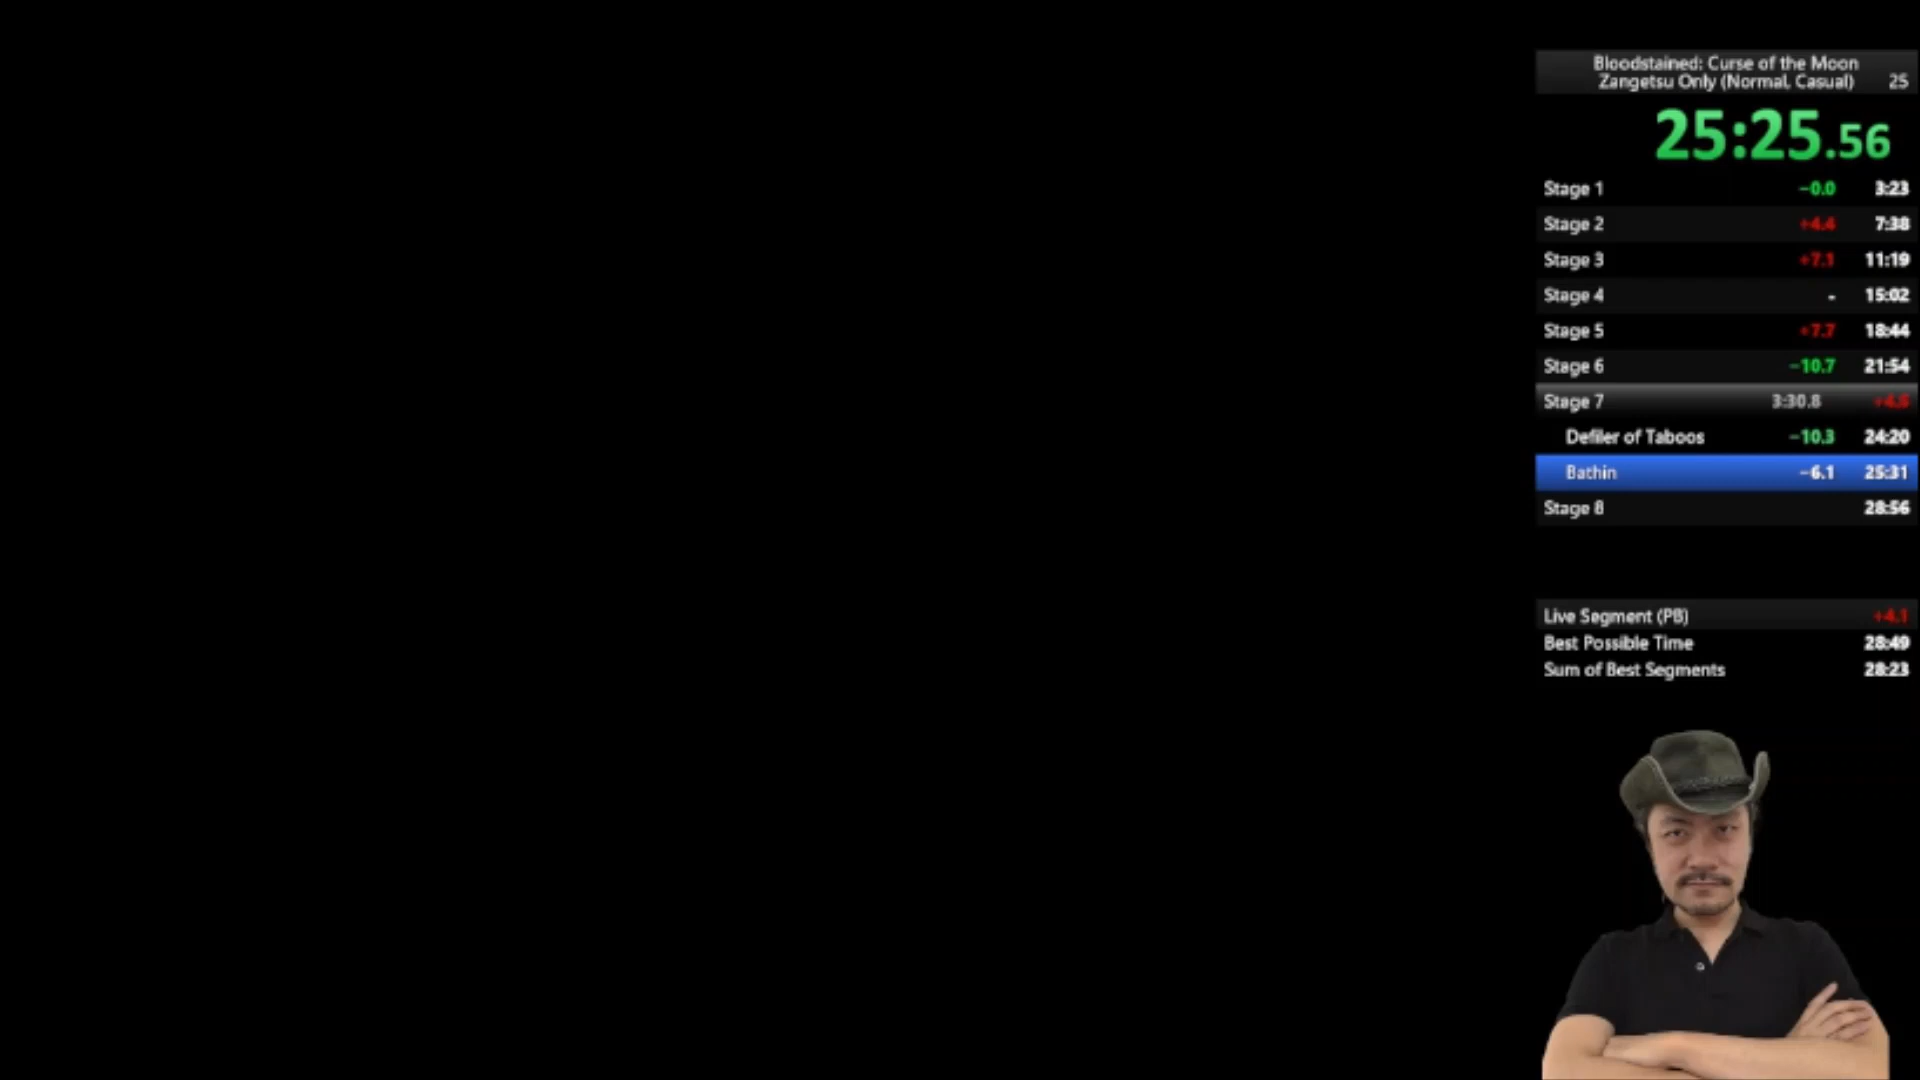 Bloodstained: Curse of the Moon
Zangetsu Only (Normal, Casual) 25
25:25.56
Stage 1 −0.0 3:23
Stage 2 +4.4 7:38
Stage 3 +7.1 11:19
Stage 4 - 15:02
Stage 5 +7.7 18:44
Stage 6 −10.7 21:54
Stage 7 3:30.8
Defiler of Taboos −10.3 24:20
Bathin −6.1 25:31
Stage 8 28:56
Live Segment (PB) +4.1
Best Possible Time 28:49
Sum of Best Segments 28:23